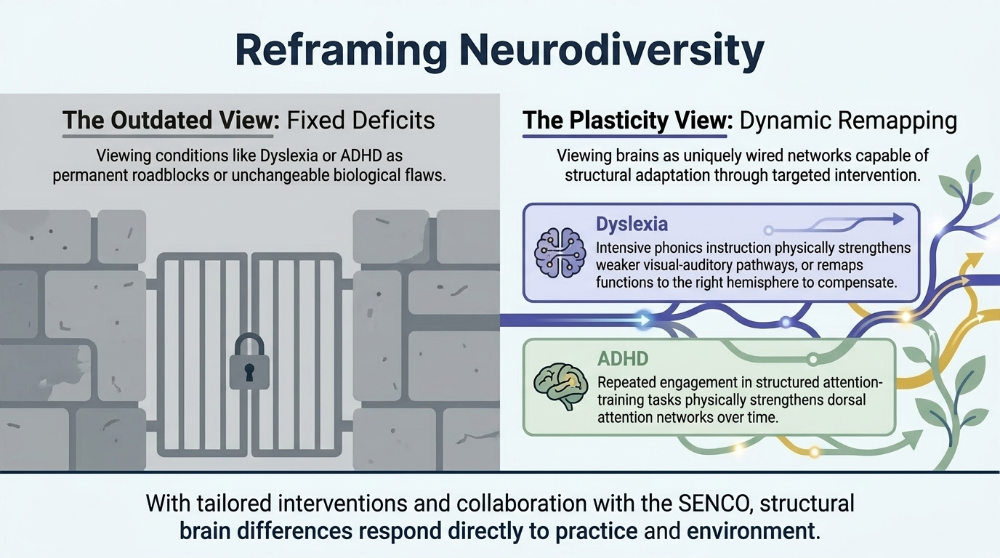 Reframing Neurodiversity
The Outdated View: Fixed Deficits
Viewing conditions like Dyslexia or ADHD as
permanent roadblocks or unchangeable biological flaws.
The Plasticity View: Dynamic Remapping
Viewing brains as uniquely wired networks capable of
structural adaptation through targeted intervention.
Dyslexia
Intensive phonics instruction physically strengthens
weaker visual-auditory pathways, or remaps
functions to the right hemisphere to compensate.
ADHD
Repeated engagement in structured attention-
training tasks physically strengthens dorsal
attention networks over time.
With tailored interventions and collaboration with the SENCO, structural
brain differences respond directly to practice and environment.